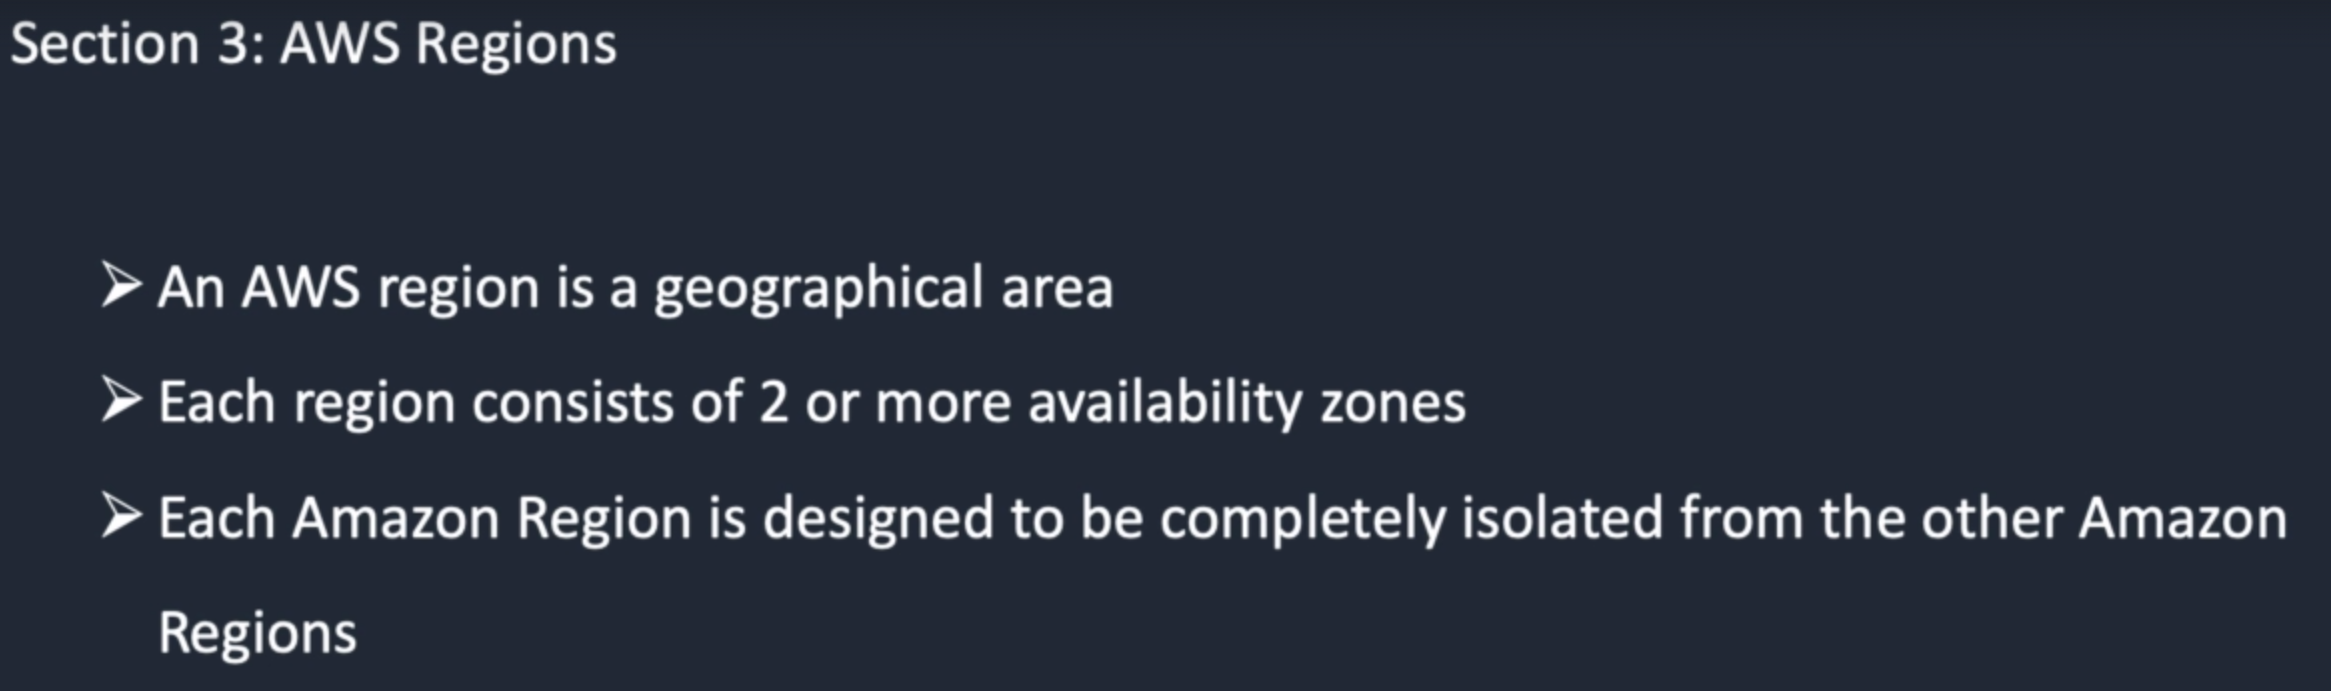 Section 3: AWS Regions
➢ An AWS region is a geographical area
➢ Each region consists of 2 or more availability zones
➢ Each Amazon Region is designed to be completely isolated from the other Amazon
Regions